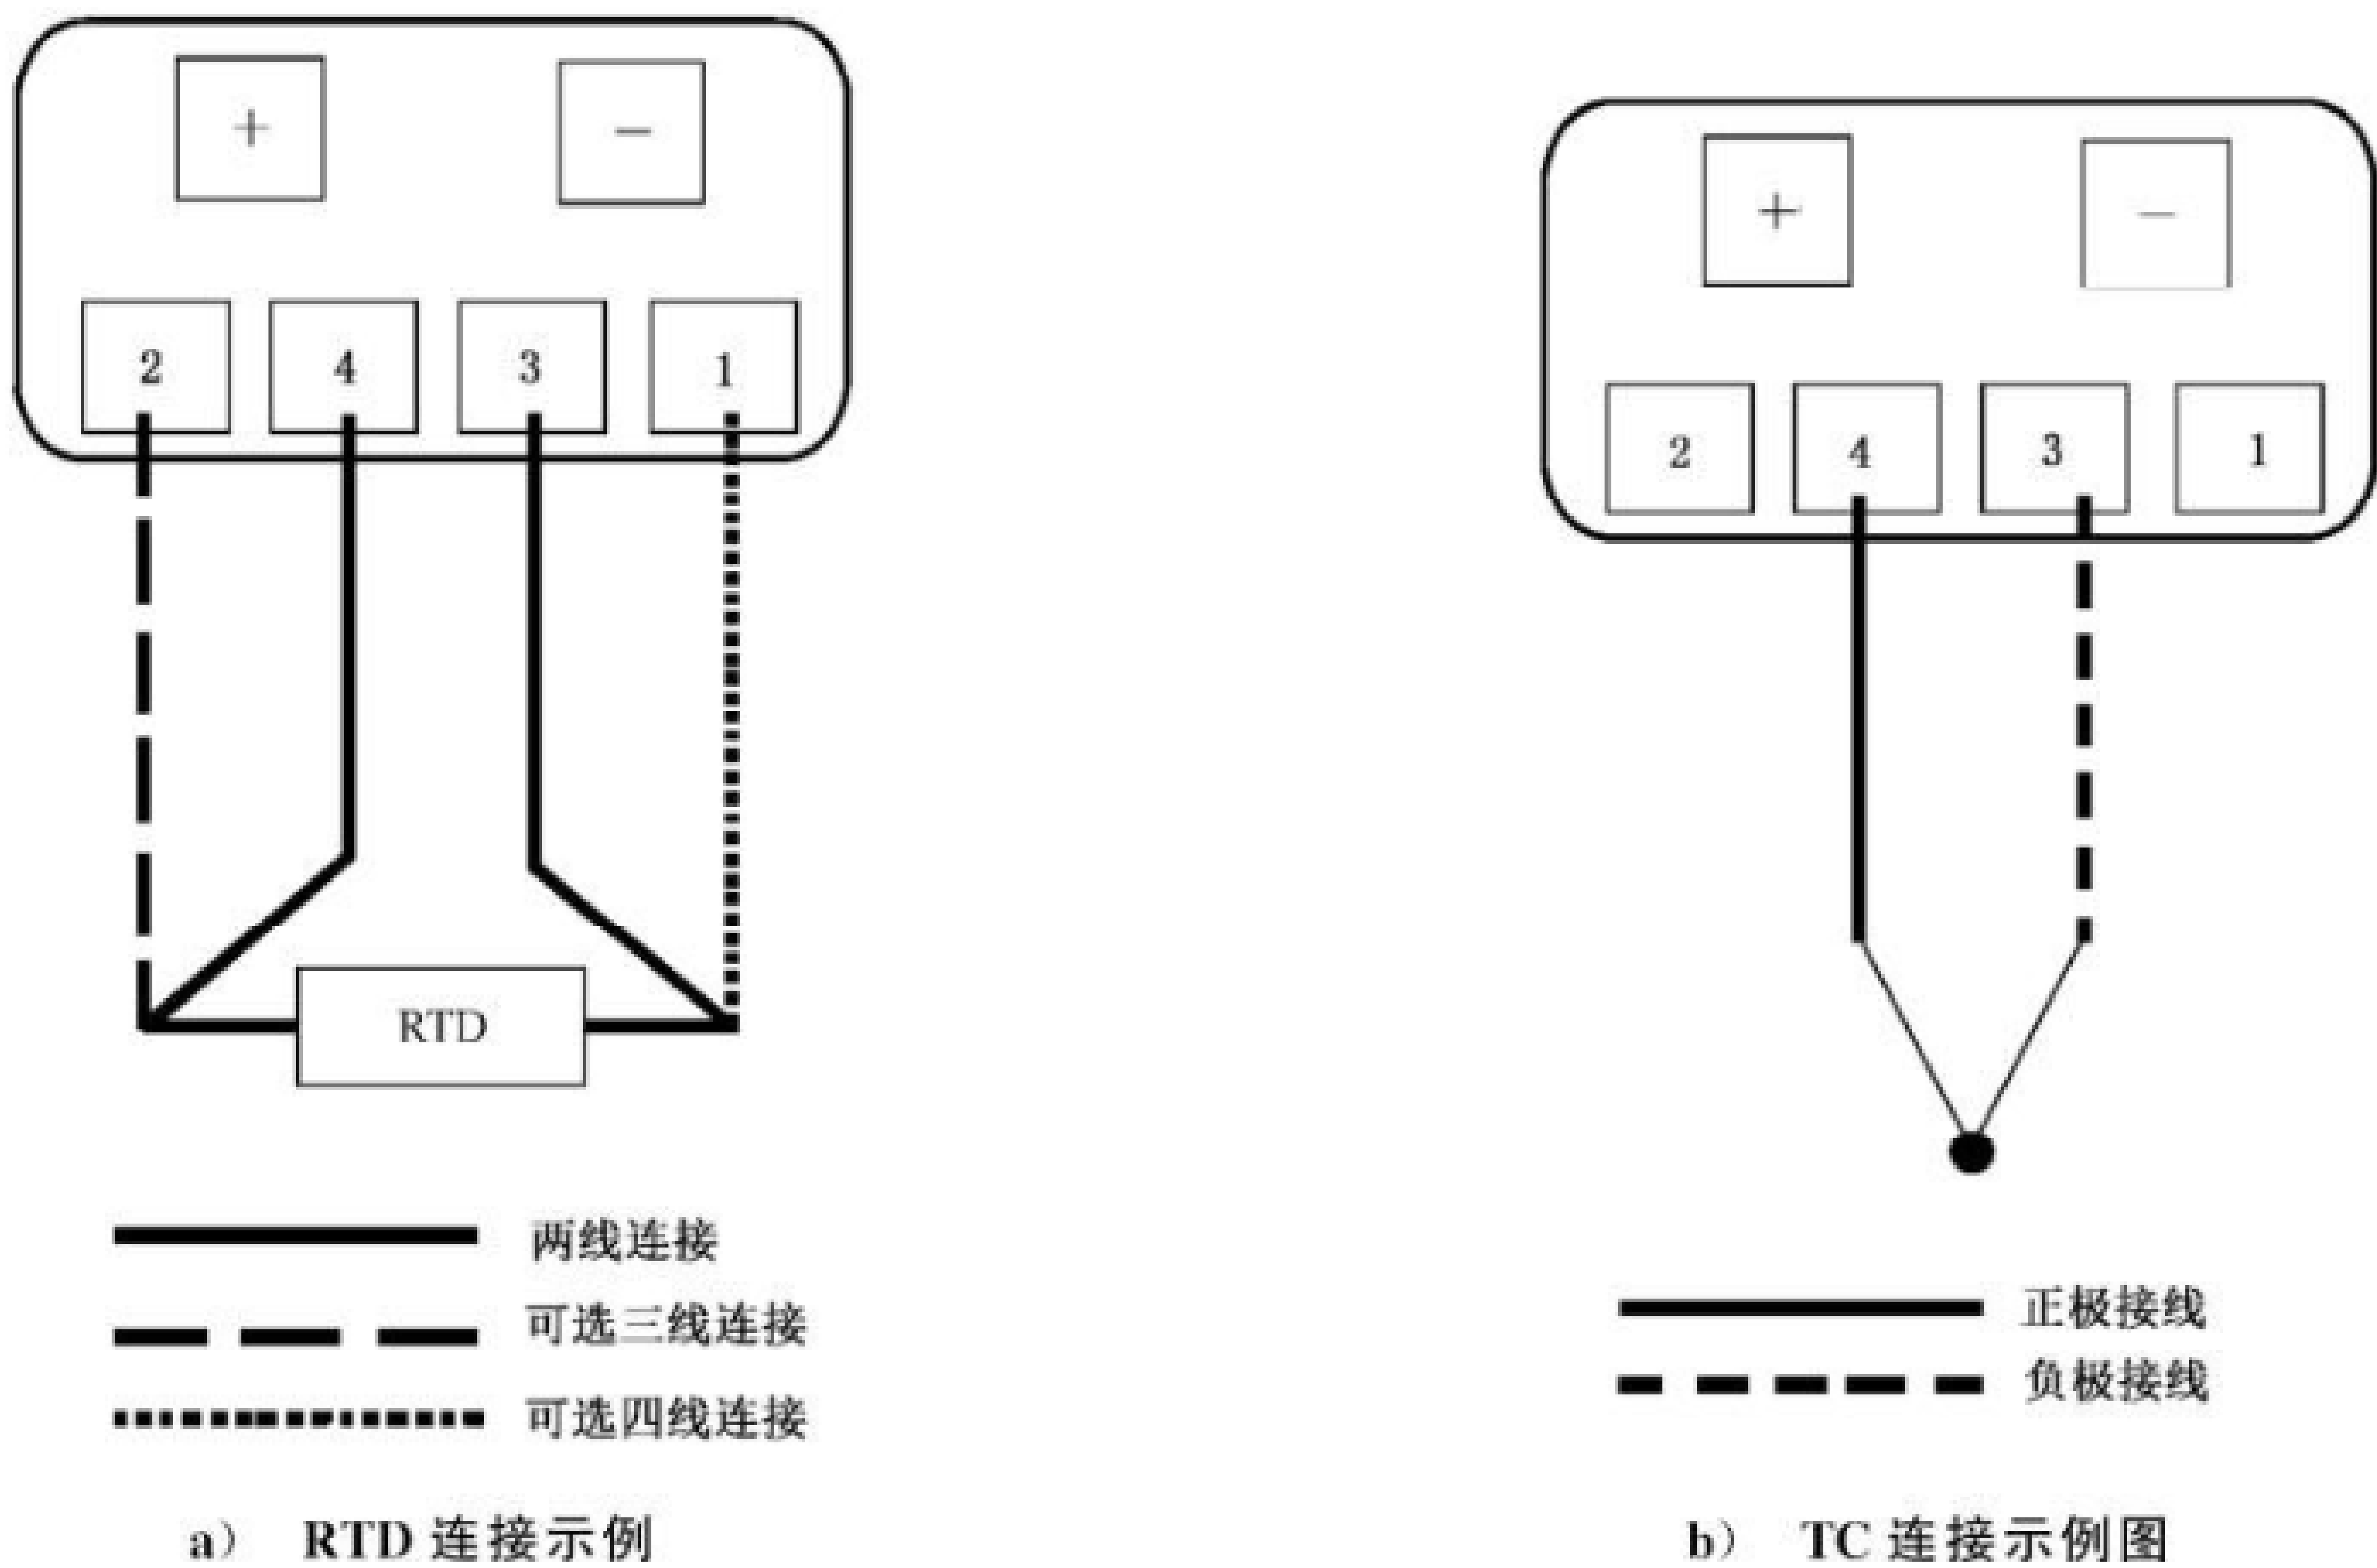 + −
2 4 3 1
RTD
两线连接
可选三线连接
可选四线连接
a) RTD 连接示例
+ −
2 4 3 1
正极接线
负极接线
b) TC 连接示例图